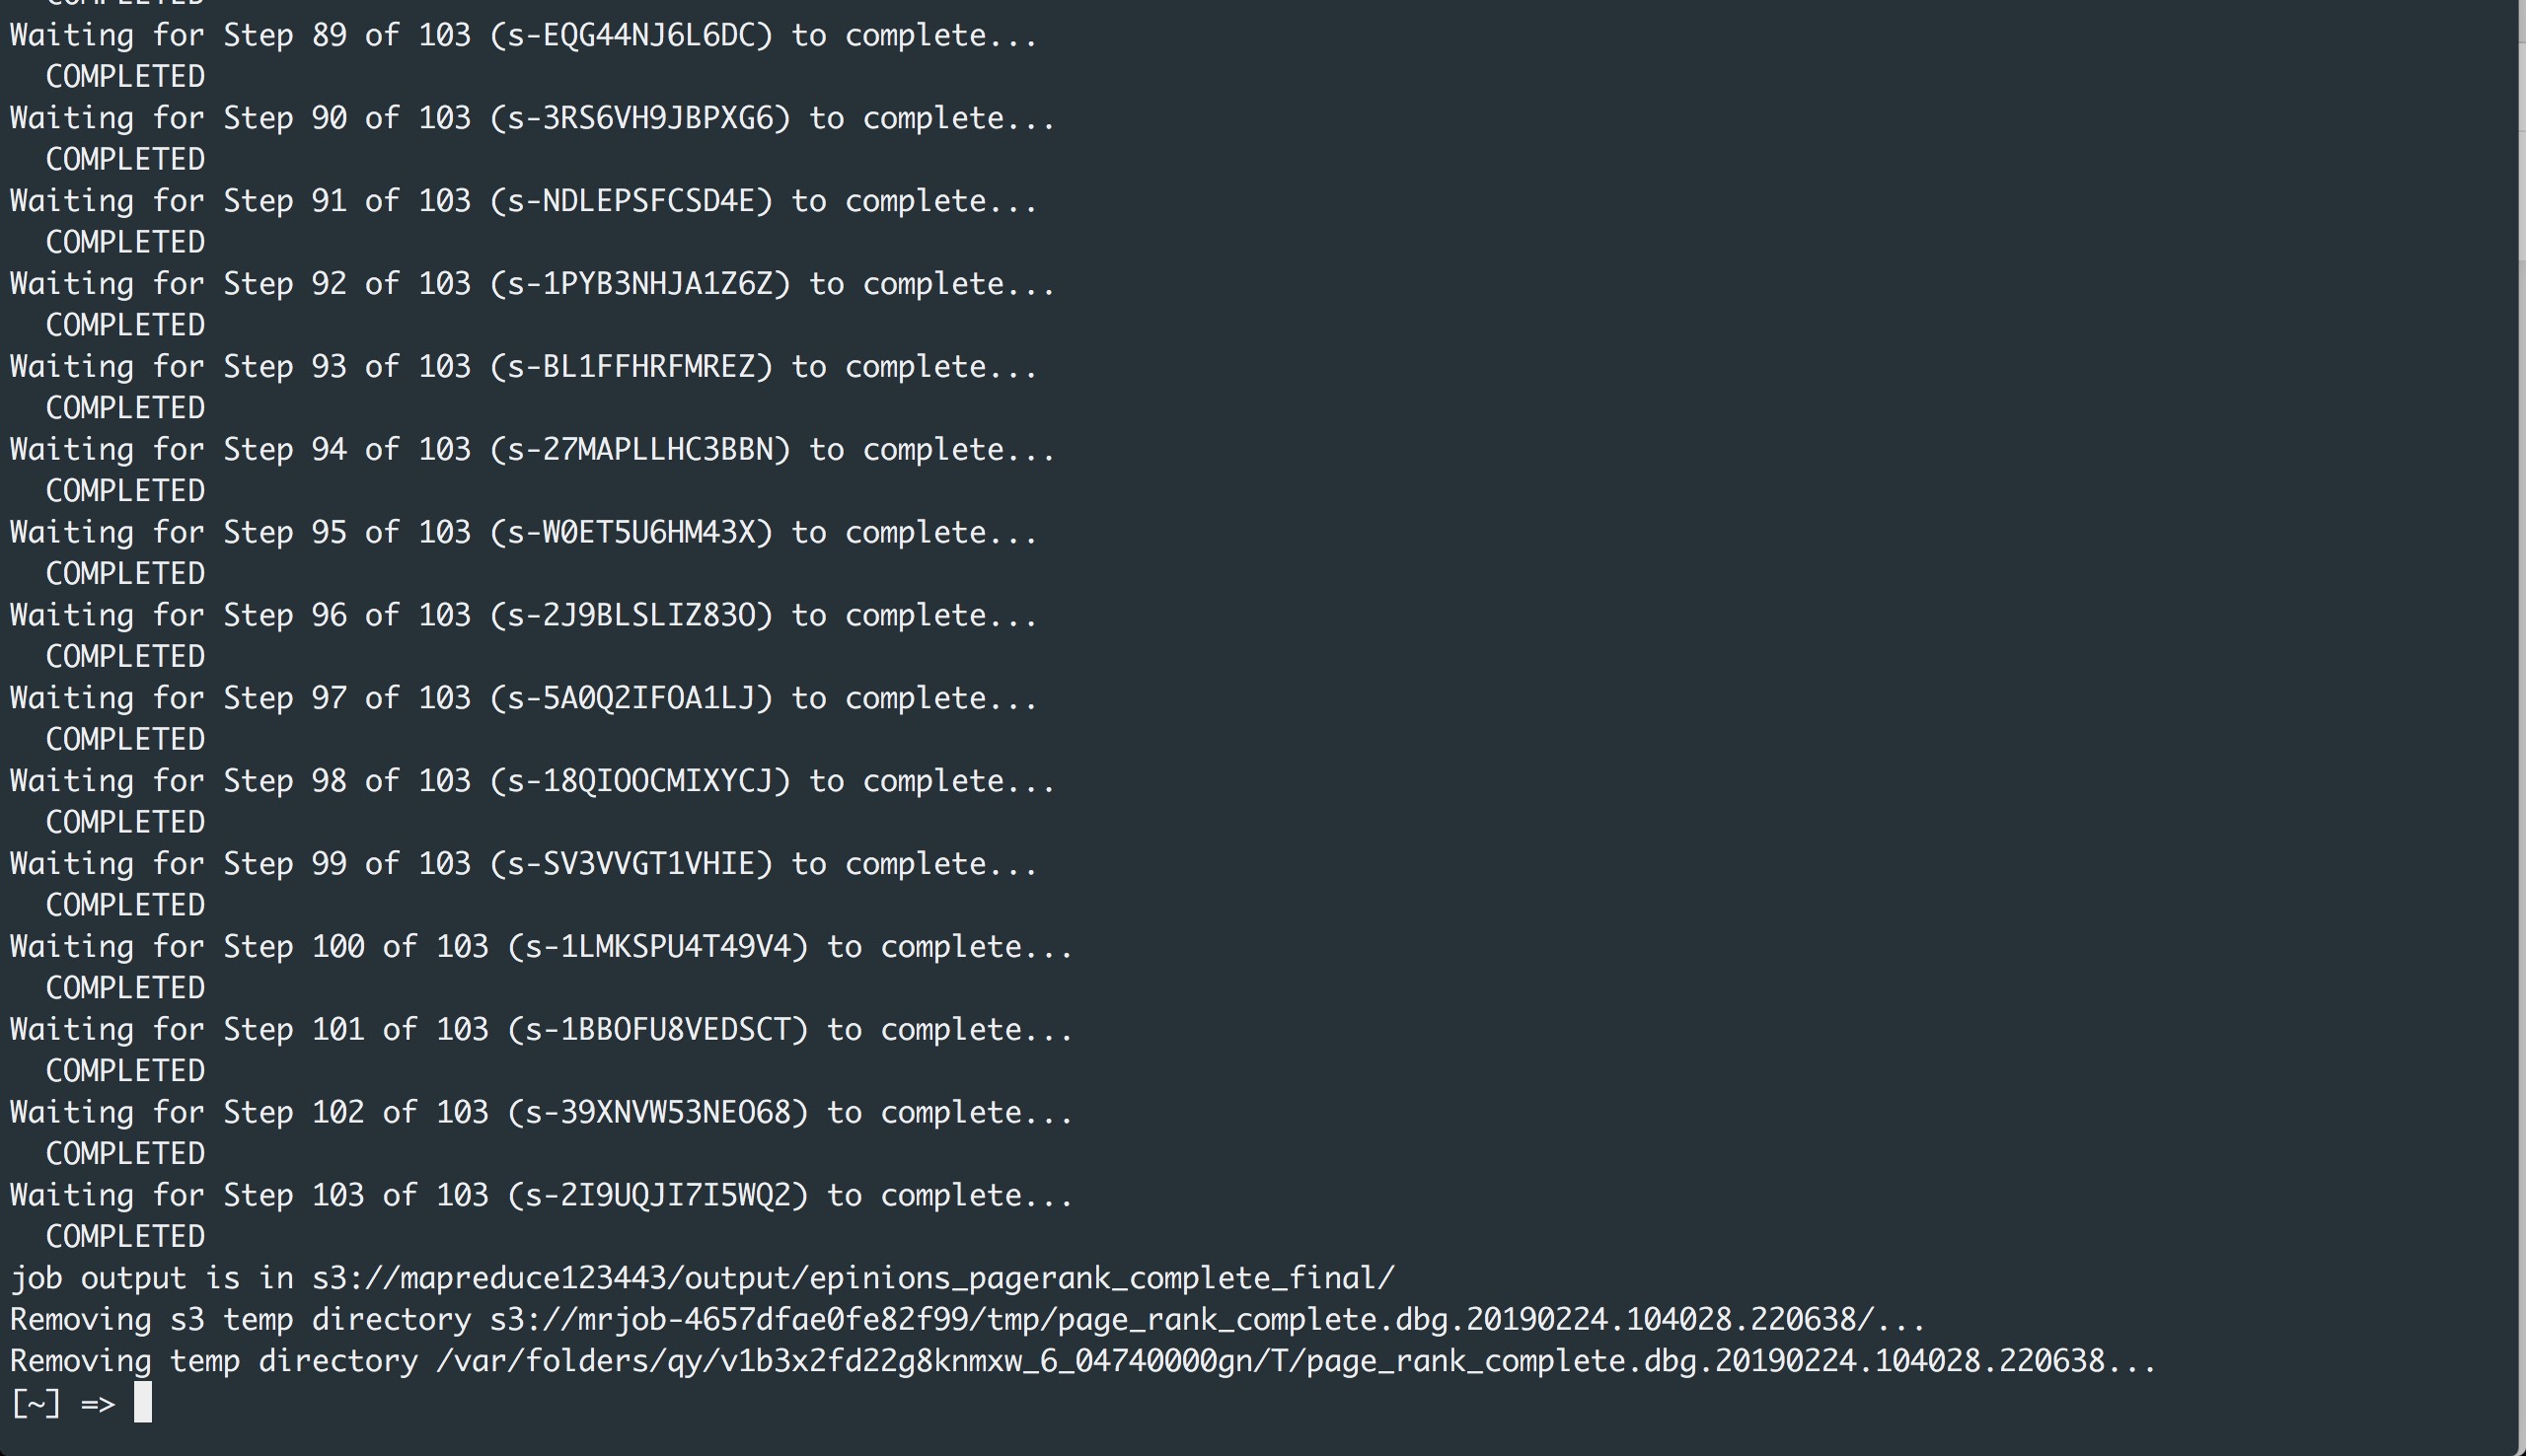 COMPLETED
Waiting for Step 89 of 103 (s-EQG44NJ6L6DC) to complete...
  COMPLETED
Waiting for Step 90 of 103 (s-3RS6VH9JBPXG6) to complete...
  COMPLETED
Waiting for Step 91 of 103 (s-NDLEPSFCSD4E) to complete...
  COMPLETED
Waiting for Step 92 of 103 (s-1PYB3NHJA1Z6Z) to complete...
  COMPLETED
Waiting for Step 93 of 103 (s-BL1FFHRFMREZ) to complete...
  COMPLETED
Waiting for Step 94 of 103 (s-27MAPLLHC3BBN) to complete...
  COMPLETED
Waiting for Step 95 of 103 (s-W0ET5U6HM43X) to complete...
  COMPLETED
Waiting for Step 96 of 103 (s-2J9BLSLIZ83O) to complete...
  COMPLETED
Waiting for Step 97 of 103 (s-5A0Q2IFOA1LJ) to complete...
  COMPLETED
Waiting for Step 98 of 103 (s-18QIOOCMIXYCJ) to complete...
  COMPLETED
Waiting for Step 99 of 103 (s-SV3VVGT1VHIE) to complete...
  COMPLETED
Waiting for Step 100 of 103 (s-1LMKSPU4T49V4) to complete...
  COMPLETED
Waiting for Step 101 of 103 (s-1BBOFU8VEDSCT) to complete...
  COMPLETED
Waiting for Step 102 of 103 (s-39XNVW53NEO68) to complete...
  COMPLETED
Waiting for Step 103 of 103 (s-2I9UQJI7I5WQ2) to complete...
  COMPLETED
job output is in s3://mapreduce123443/output/epinions_pagerank_complete_final/
Removing s3 temp directory s3://mrjob-4657dfae0fe82f99/tmp/page_rank_complete.dbg.20190224.104028.220638/...
Removing temp directory /var/folders/qy/v1b3x2fd22g8knmxw_6_04740000gn/T/page_rank_complete.dbg.20190224.104028.220638...
[~] =>